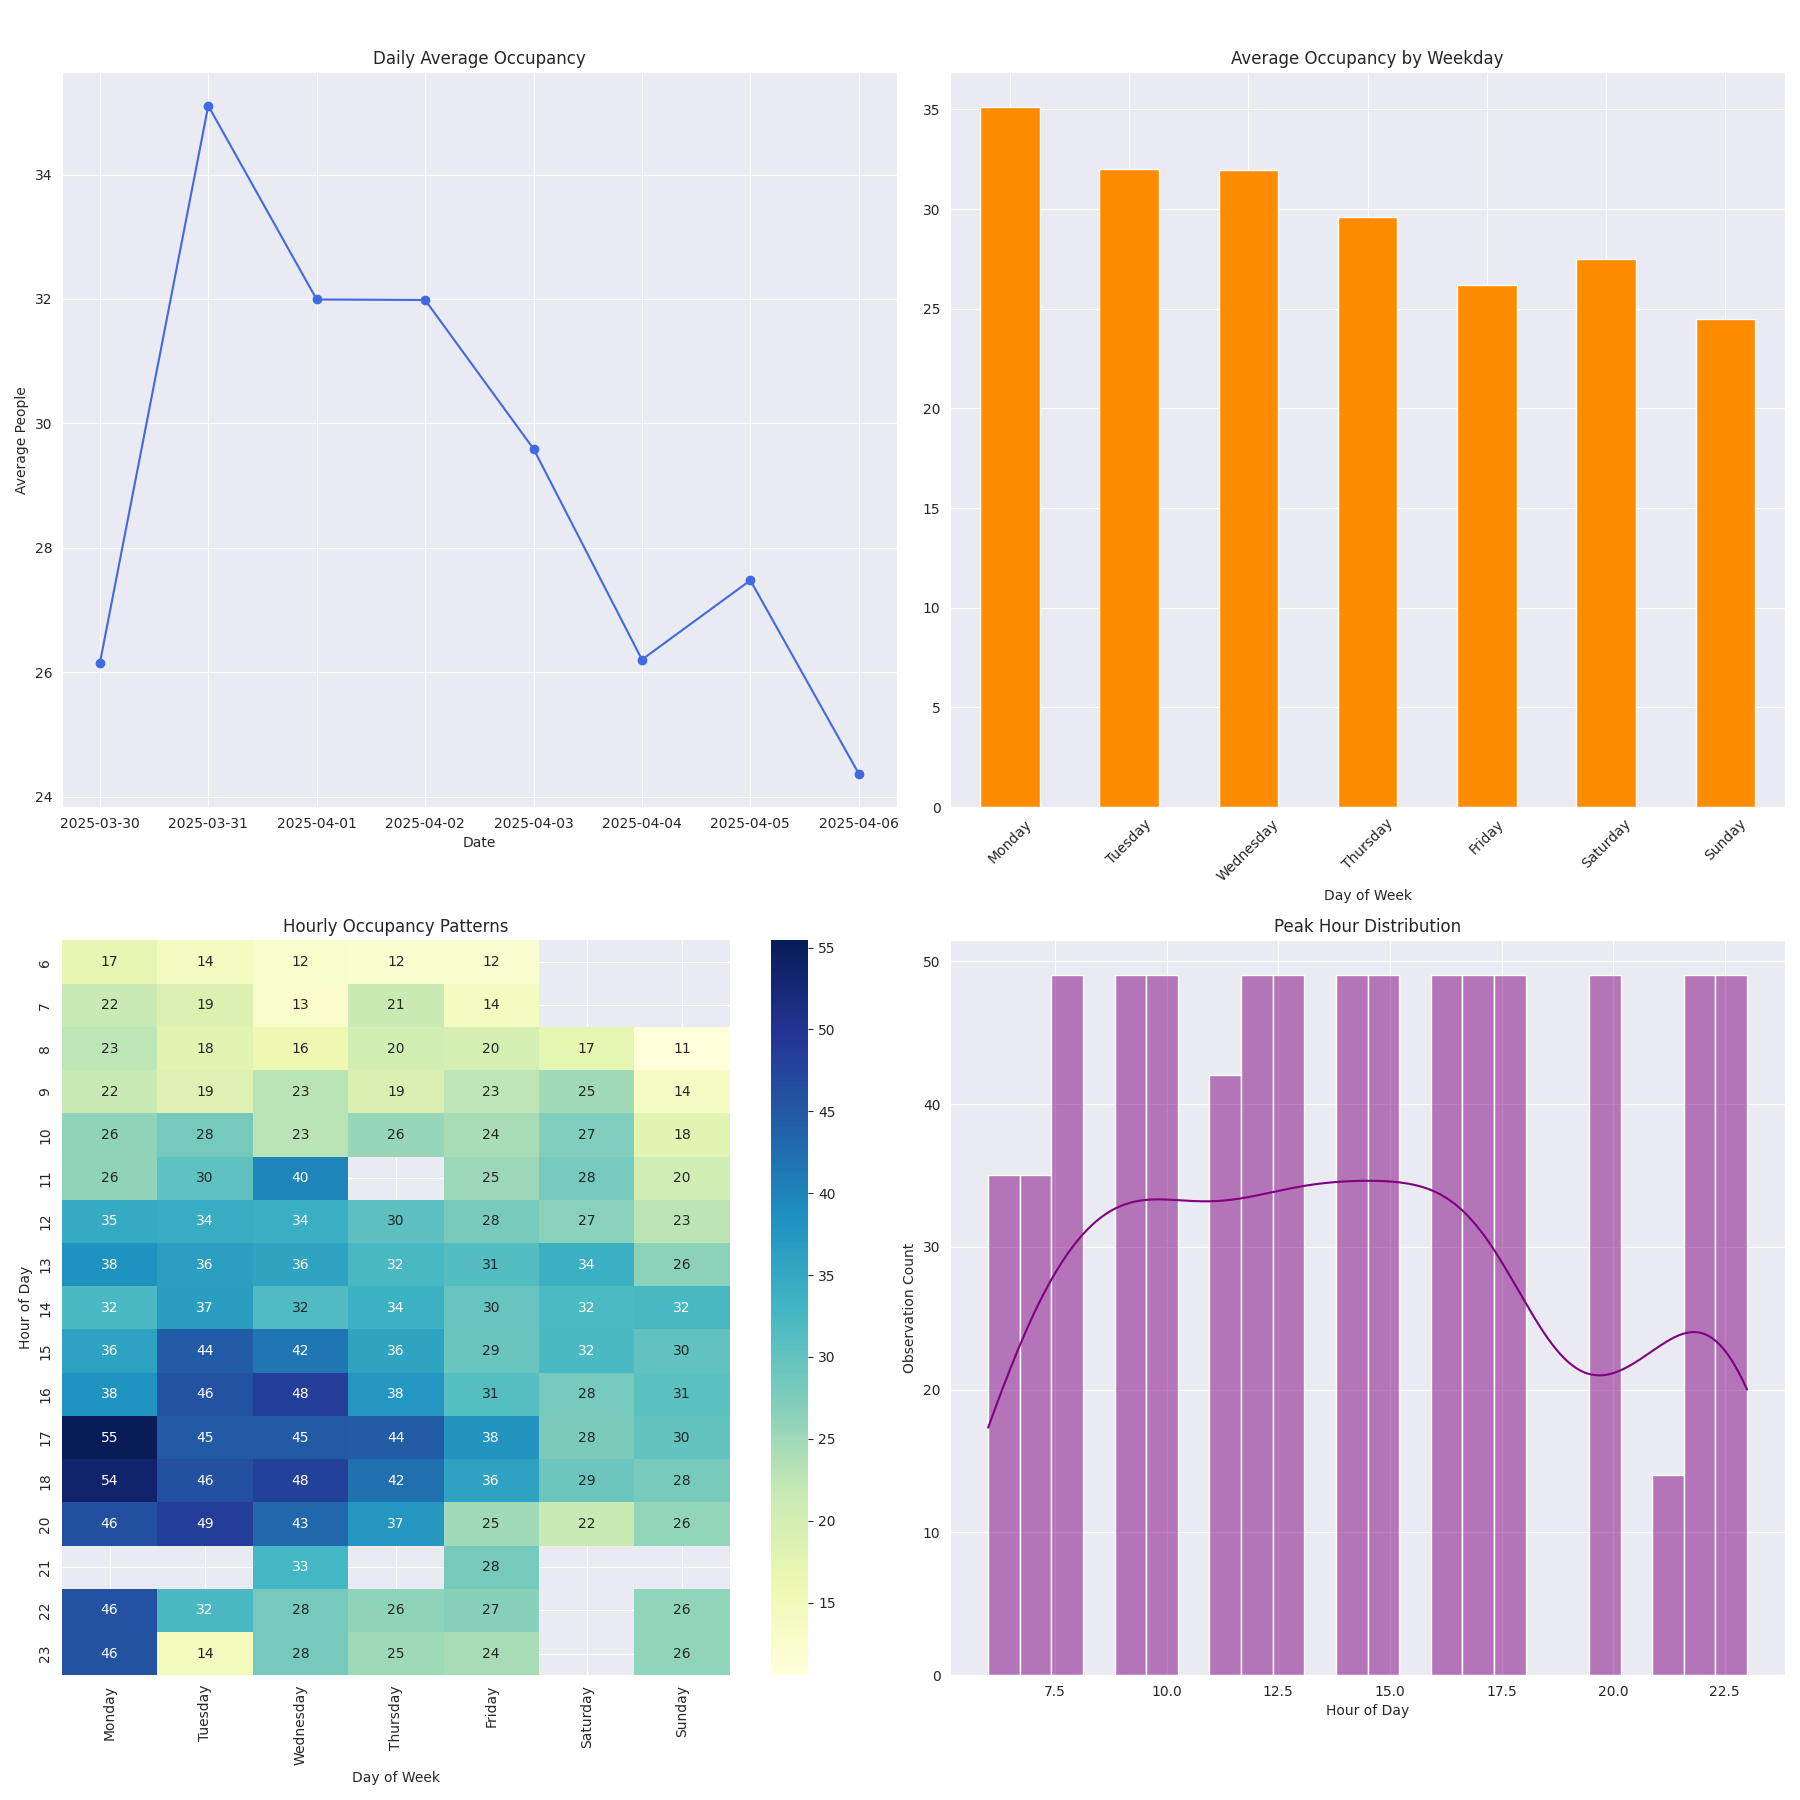 Daily Average Occupancy
34
32
30
28
26
24
Average People
2025-03-30 2025-03-31 2025-04-01 2025-04-02 2025-04-03 2025-04-04 2025-04-05 2025-04-06
Date
Average Occupancy by Weekday
35
30
25
20
15
10
5
0
Monday Tuesday Wednesday Thursday Friday Saturday Sunday
Day of Week
Hourly Occupancy Patterns
Hour of Day
6 17 14 12 12 12
7 22 19 13 21 14
8 23 18 16 20 20 17 11
9 22 19 23 19 23 25 14
10 26 28 23 26 24 27 18
11 26 30 40 25 28 20
12 35 34 34 30 28 27 23
13 38 36 36 32 31 34 26
14 32 37 32 34 30 32 32
15 36 44 42 36 29 32 30
16 38 46 48 38 31 28 31
17 55 45 45 44 38 28 30
18 54 46 48 42 36 29 28
20 46 49 43 37 25 22 26
21 33 28
22 46 32 28 26 27 26
23 46 14 28 25 24 26
Monday Tuesday Wednesday Thursday Friday Saturday Sunday
Day of Week
55
50
45
40
35
30
25
20
15
Peak Hour Distribution
50
40
30
20
10
0
Observation Count
7.5 10.0 12.5 15.0 17.5 20.0 22.5
Hour of Day